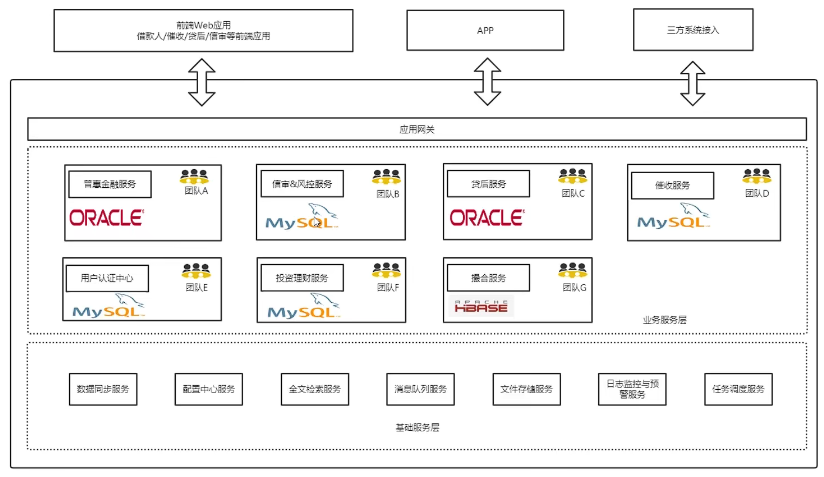 前端Web应用
借款人/催收/贷后/信审等前端应用
APP
三方系统接入
应用网关
普惠金融服务
团队A
ORACLE
信审&风控服务
团队B
MySQL
贷后服务
团队C
ORACLE
催收服务
团队D
MySQL
用户认证中心
团队E
MySQL
投资理财服务
团队F
MySQL
撮合服务
团队G
APACHE
HBASE
业务服务层
数据同步服务
配置中心服务
全文检素服务
消息队列服务
文件存储服务
日志监控与预
警服务
任务调度服务
基础服务层